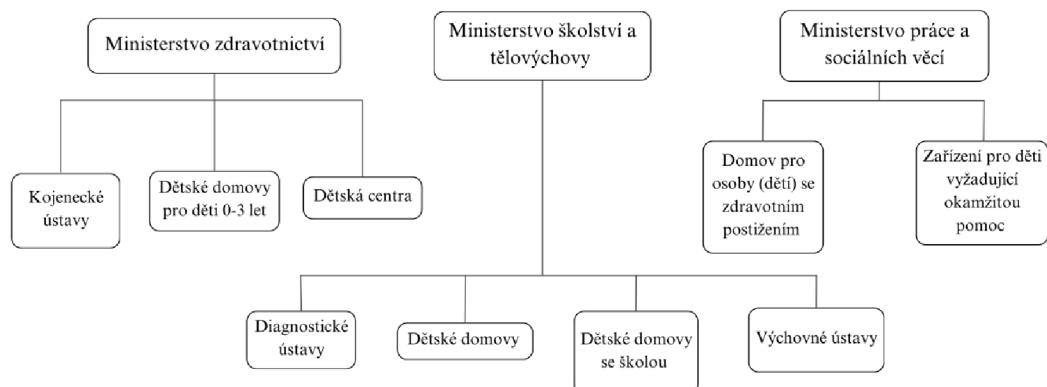 Ministerstvo zdravotnictví
Ministerstvo školství a
tělovýchovy
Ministerstvo práce a
sociálních věcí
Kojenecké
ústavy
Dětské domovy
pro děti 0-3 let
Dětská centra
Domov pro
osoby (dětí) se
zdravotním
postižením
Zařízení pro děti
vyžadující
okamžitou
pomoc
Diagnostické
ústavy
Dětské domovy
Dětské domovy
se školou
Výchovné ústavy